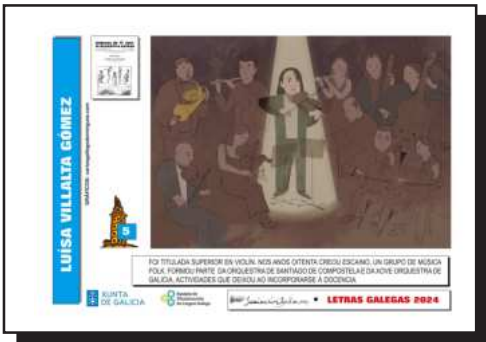 LUÍSA VILLALTA GÓMEZ
5
FOI TITULADA SUPERIOR EN VIOLÍN. NOS ANOS OITENTA CREOU ESCAINO, UN GRUPO DE MÚSICA
FOLK. FORMOU PARTE DA ORQUESTRA DE SANTIAGO DE COMPOSTELA E DA XOVE ORQUESTRA DE
GALICIA, ACTIVIDADES QUE DEIXOU AO INCORPORARSE Á DOCENCIA
XUNTA
DE GALICIA
LETRAS GALEGAS 2024